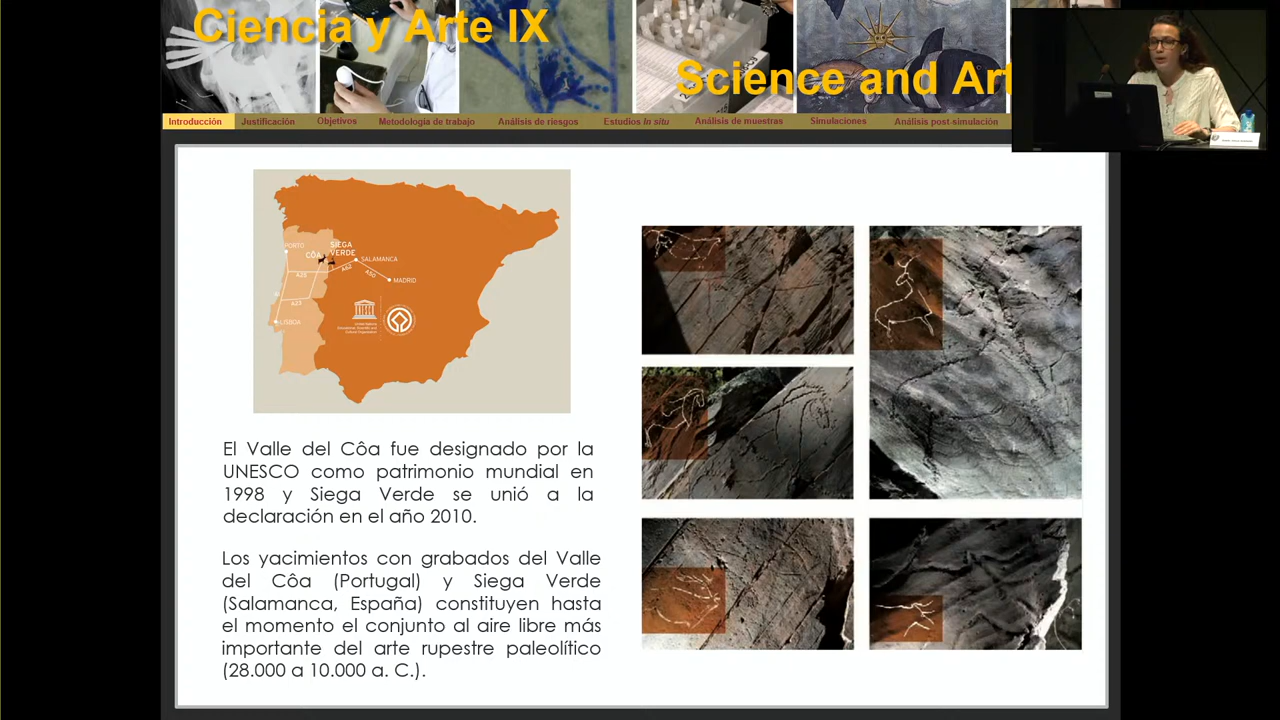 Ciencia y Arte IX
Science and Art
Introducción
Justificación
Objetivos
Metodología de trabajo
Análisis de riesgos
Estudios In situ
Análisis de muestras
Simulaciones
Análisis post-simulación
PORTO
CÔA
SIEGA
VERDE
SALAMANCA
A25
A62
A50
MADRID
A23
LISBOA
El Valle del Côa fue designado por la
UNESCO como patrimonio mundial en
1998 y Siega Verde se unió a la
declaración en el año 2010.
Los yacimientos con grabados del Valle
del Côa (Portugal) y Siega Verde
(Salamanca, España) constituyen hasta
el momento el conjunto al aire libre más
importante del arte rupestre paleolítico
(28.000 a 10.000 a. C.).